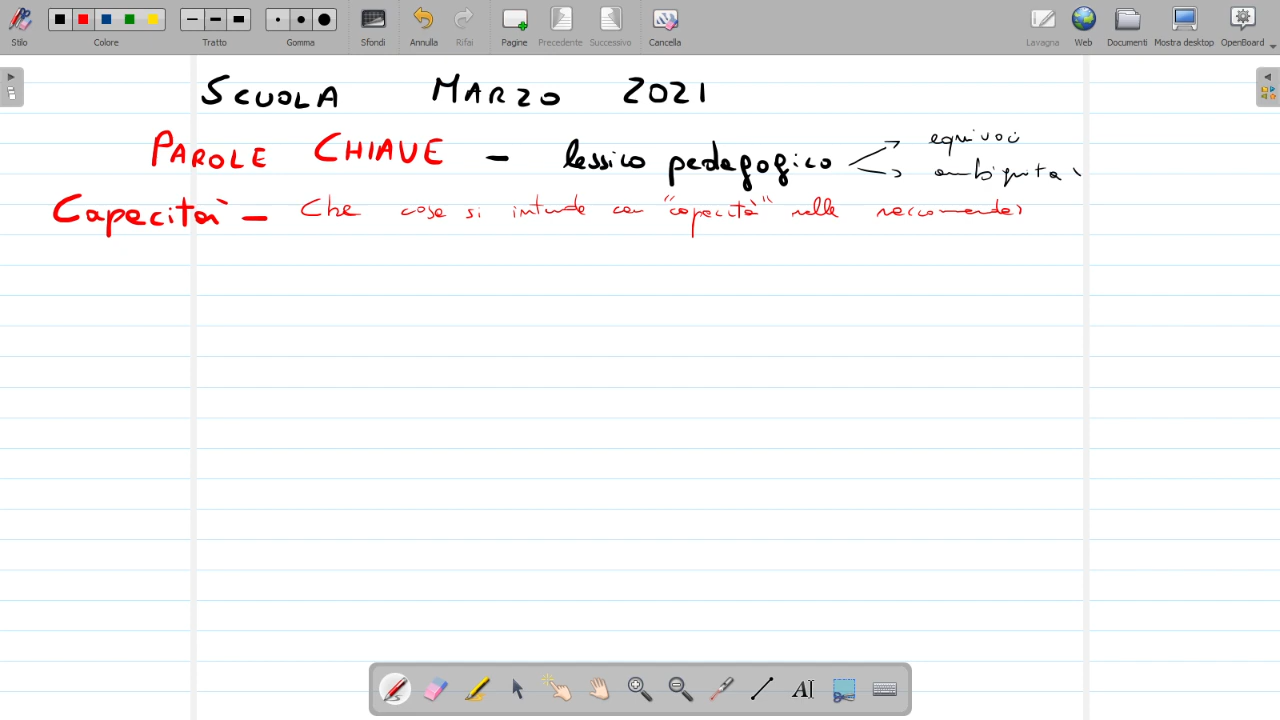 Stilo Colore Tratto Gomma Sfondi Annulla Rifai Pagine Precedente Successivo Cancella Lavagna Web Documenti Mostra desktop OpenBoard
SCUOLA MARZO 2021
PAROLE CHIAVE - lessico pedagogico
equivoci
ambiguità
Capacità - Che cosa si intende con "capacità" nelle raccomandaz